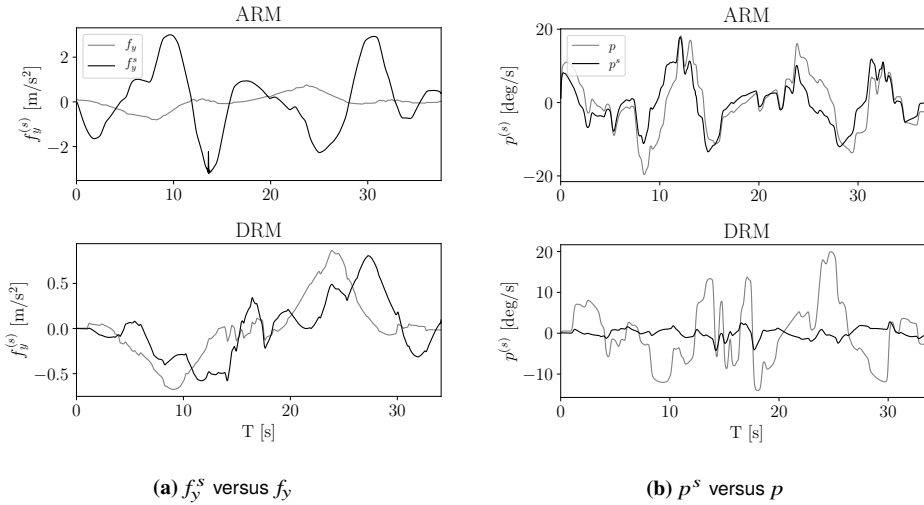 ARM
f_y^{(s)} [m/s²]
f_y
f_y^s
2
0
−2
0 10 20 30
DRM
f_y^{(s)} [m/s²]
0.5
0.0
−0.5
0 10 20 30
T [s]
(a) f_y^s versus f_y
ARM
p^{(s)} [deg/s]
p
p^s
20
0
−20
0 10 20 30
DRM
p^{(s)} [deg/s]
20
10
0
−10
0 10 20 30
T [s]
(b) p^s versus p